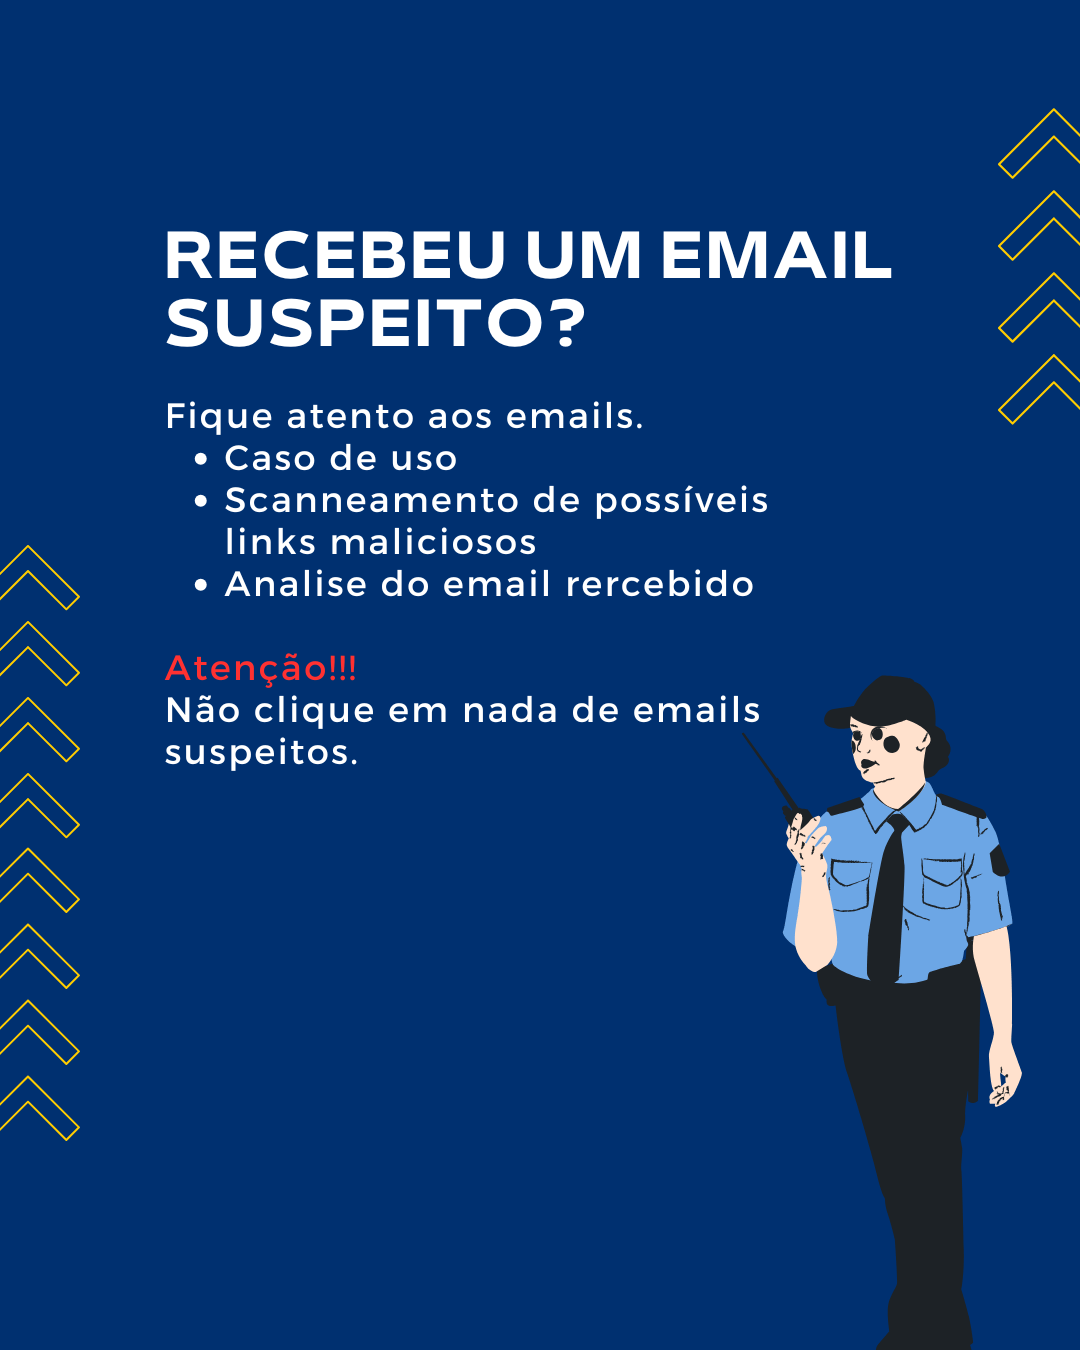 RECEBEU UM EMAIL
SUSPEITO?
Fique atento aos emails.
• Caso de uso
• Scanneamento de possíveis
links maliciosos
• Analise do email rercebido
Atenção!!!
Não clique em nada de emails
suspeitos.